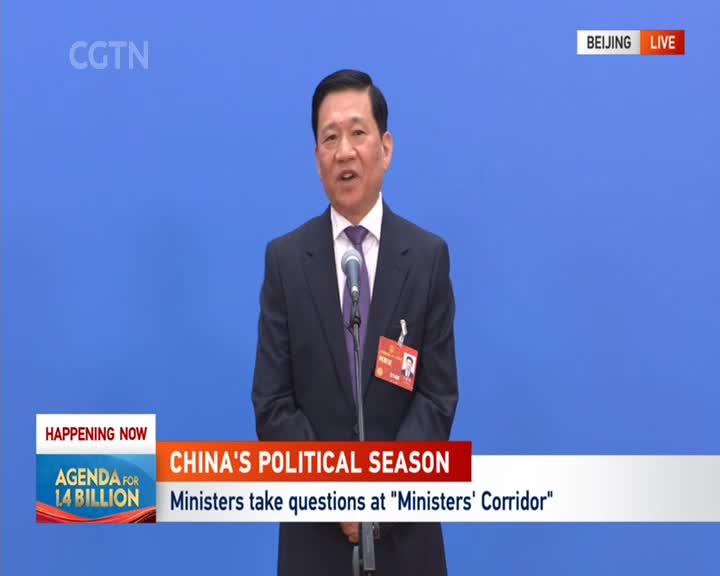 CGTN
BEIJING LIVE
HAPPENING NOW
AGENDA FOR
1.4 BILLION
CHINA'S POLITICAL SEASON
Ministers take questions at "Ministers' Corridor"